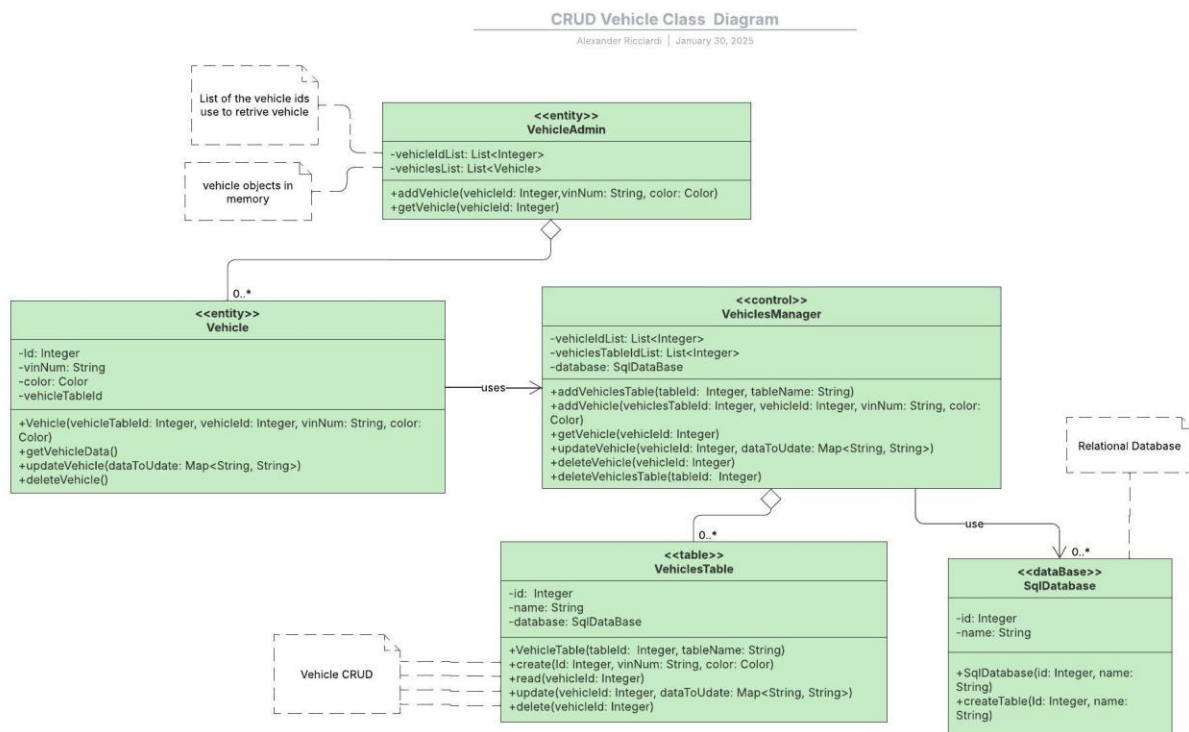 CRUD Vehicle Class Diagram
Alexander Ricciardi | January 30, 2025
List of the vehicle ids
use to retrive vehicle
vehicle objects in
memory
<<entity>>
VehicleAdmin
-vehicleIdList: List<Integer>
-vehiclesList: List<Vehicle>
+addVehicle(vehicleId: Integer,vinNum: String, color: Color)
+getVehicle(vehicleId: Integer)
0..*
<<entity>>
Vehicle
-Id: Integer
-vinNum: String
-color: Color
-vehicleTableId
+Vehicle(vehicleTableId: Integer, vehicleId: Integer, vinNum: String, color:
Color)
+getVehicleData()
+updateVehicle(dataToUdate: Map<String, String>)
+deleteVehicle()
uses
<<control>>
VehiclesManager
-vehicleIdList: List<Integer>
-vehiclesTableIdList: List<Integer>
-database: SqlDataBase
+addVehiclesTable(tableId: Integer, tableName: String)
+addVehicle(vehiclesTableId: Integer, vehicleId: Integer, vinNum: String, color:
Color)
+getVehicle(vehicleId: Integer)
+updateVehicle(vehicleId: Integer, dataToUdate: Map<String, String>)
+deleteVehicle(vehicleId: Integer)
+deleteVehiclesTable(tableId: Integer)
Relational Database
use
0..*
0..*
<<table>>
VehiclesTable
-id: Integer
-name: String
-database: SqlDataBase
+VehicleTable(tableId: Integer, tableName: String)
+create(Id: Integer, vinNum: String, color: Color)
+read(vehicleId: Integer)
+update(vehicleId: Integer, dataToUdate: Map<String, String>)
+delete(vehicleId: Integer)
Vehicle CRUD
<<dataBase>>
SqlDatabase
-id: Integer
-name: String
+SqlDatabase(id: Integer, name:
String)
+createTable(Id: Integer, name:
String)